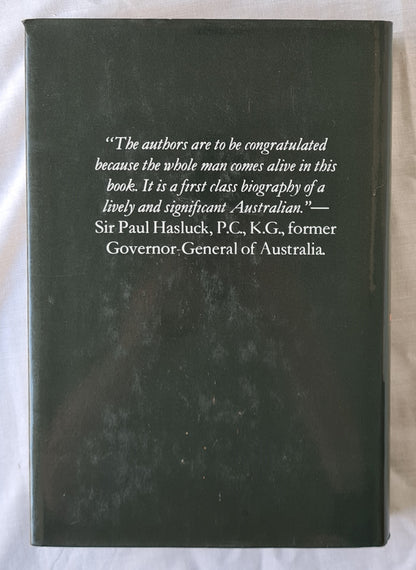 “The authors are to be congratulated
because the whole man comes alive in this
book. It is a first class biography of a
lively and significant Australian.”—
Sir Paul Hasluck, P.C., K.G., former
Governor-General of Australia.